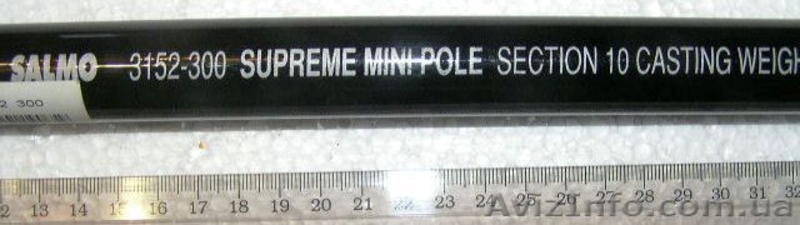 SALMO 3152-300 SUPREME MINI POLE SECTION 10 CASTING WEIGH
2 300
12 13 14 15 16 17 18 19 20 21 22 23 24 25 26 27 28 29 30 31 32
AvizInfo.com.ua